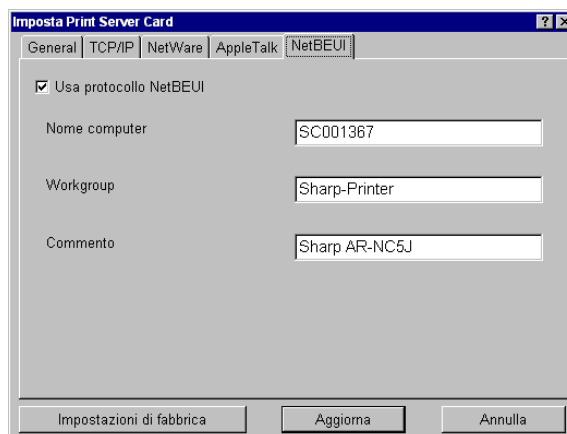 Imposta Print Server Card
General TCP/IP NetWare AppleTalk NetBEUI
Usa protocollo NetBEUI
Nome computer SC001367
Workgroup Sharp-Printer
Commento Sharp AR-NC5J
Impostazioni di fabbrica Aggiorna Annulla